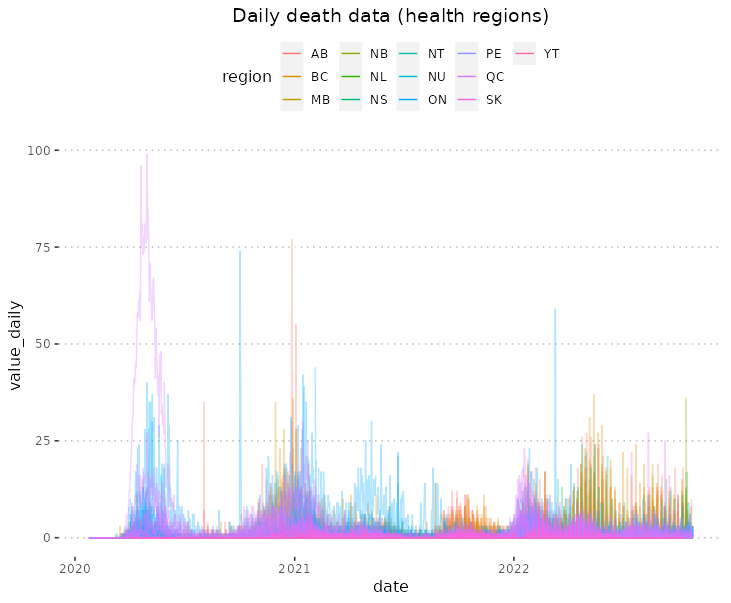 Daily death data (health regions)
region
AB NB NT PE YT
BC NL NU QC
MB NS ON SK
value_daily
100
75
50
25
0
2020 2021 2022
date